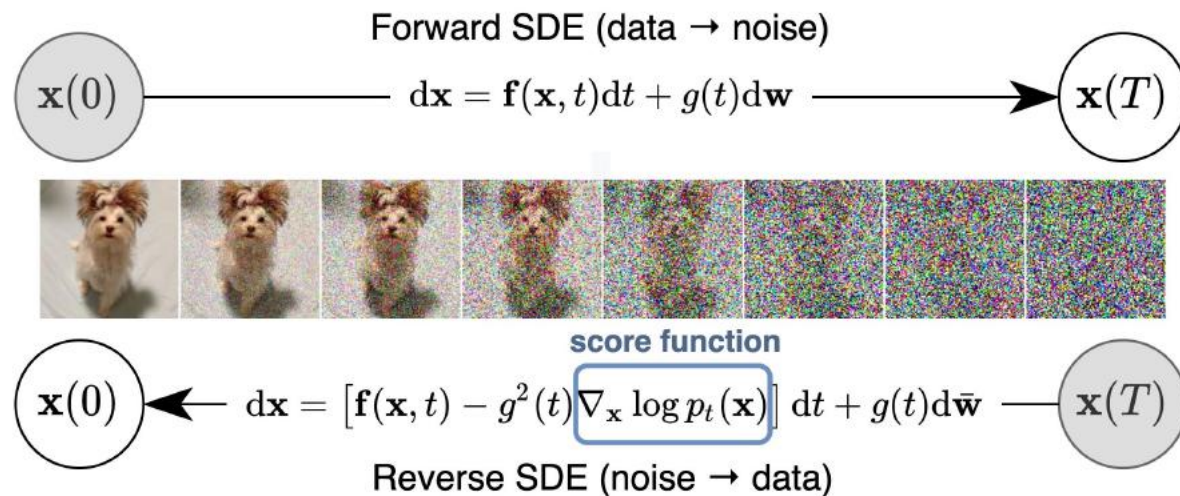 Forward SDE (data → noise)
x(0) dx = f(x, t)dt + g(t)dw x(T)
score function
x(0) dx = [f(x, t) − g²(t)∇ₓ log pₜ(x)] dt + g(t)dw̄ x(T)
Reverse SDE (noise → data)